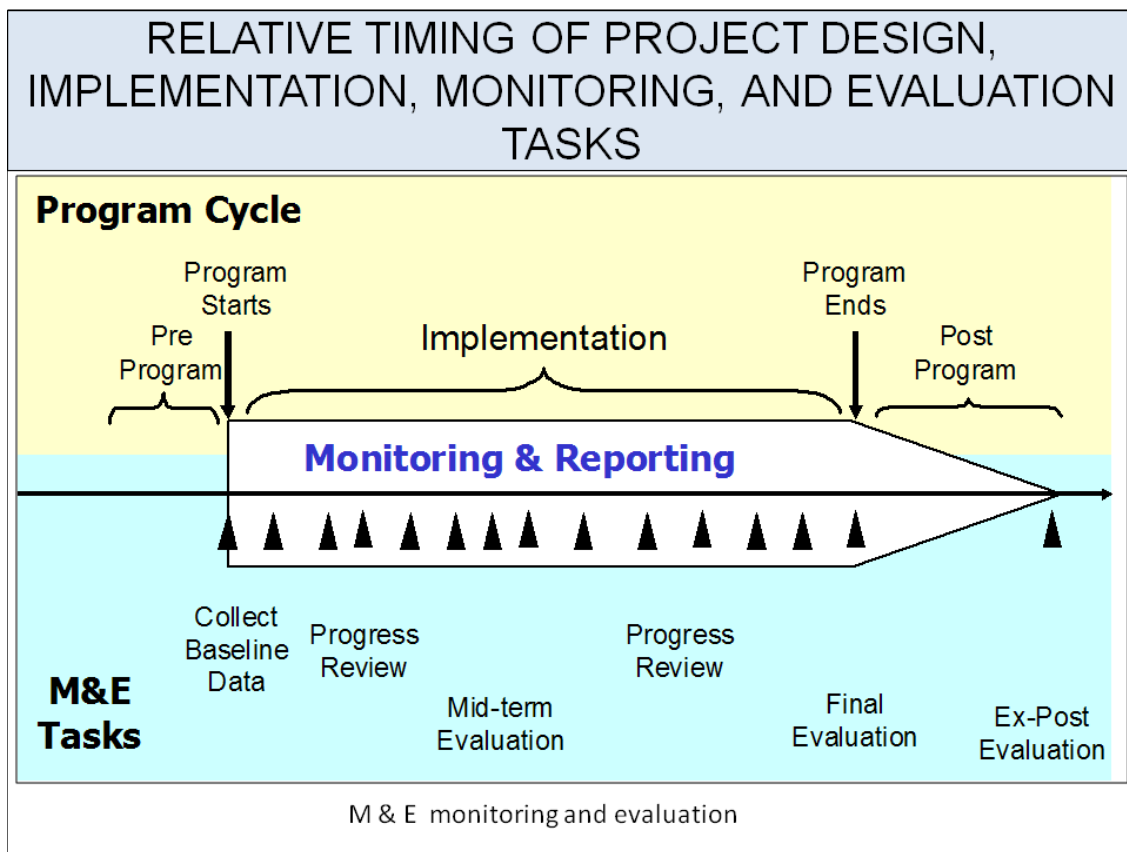 RELATIVE TIMING OF PROJECT DESIGN,
IMPLEMENTATION, MONITORING, AND EVALUATION
TASKS
Program Cycle
Program
Starts
Program
Ends
Pre
Program
Implementation
Post
Program
Monitoring & Reporting
Collect
Baseline
Data
Progress
Review
Progress
Review
M&E
Tasks
Mid-term
Evaluation
Final
Evaluation
Ex-Post
Evaluation
M & E monitoring and evaluation